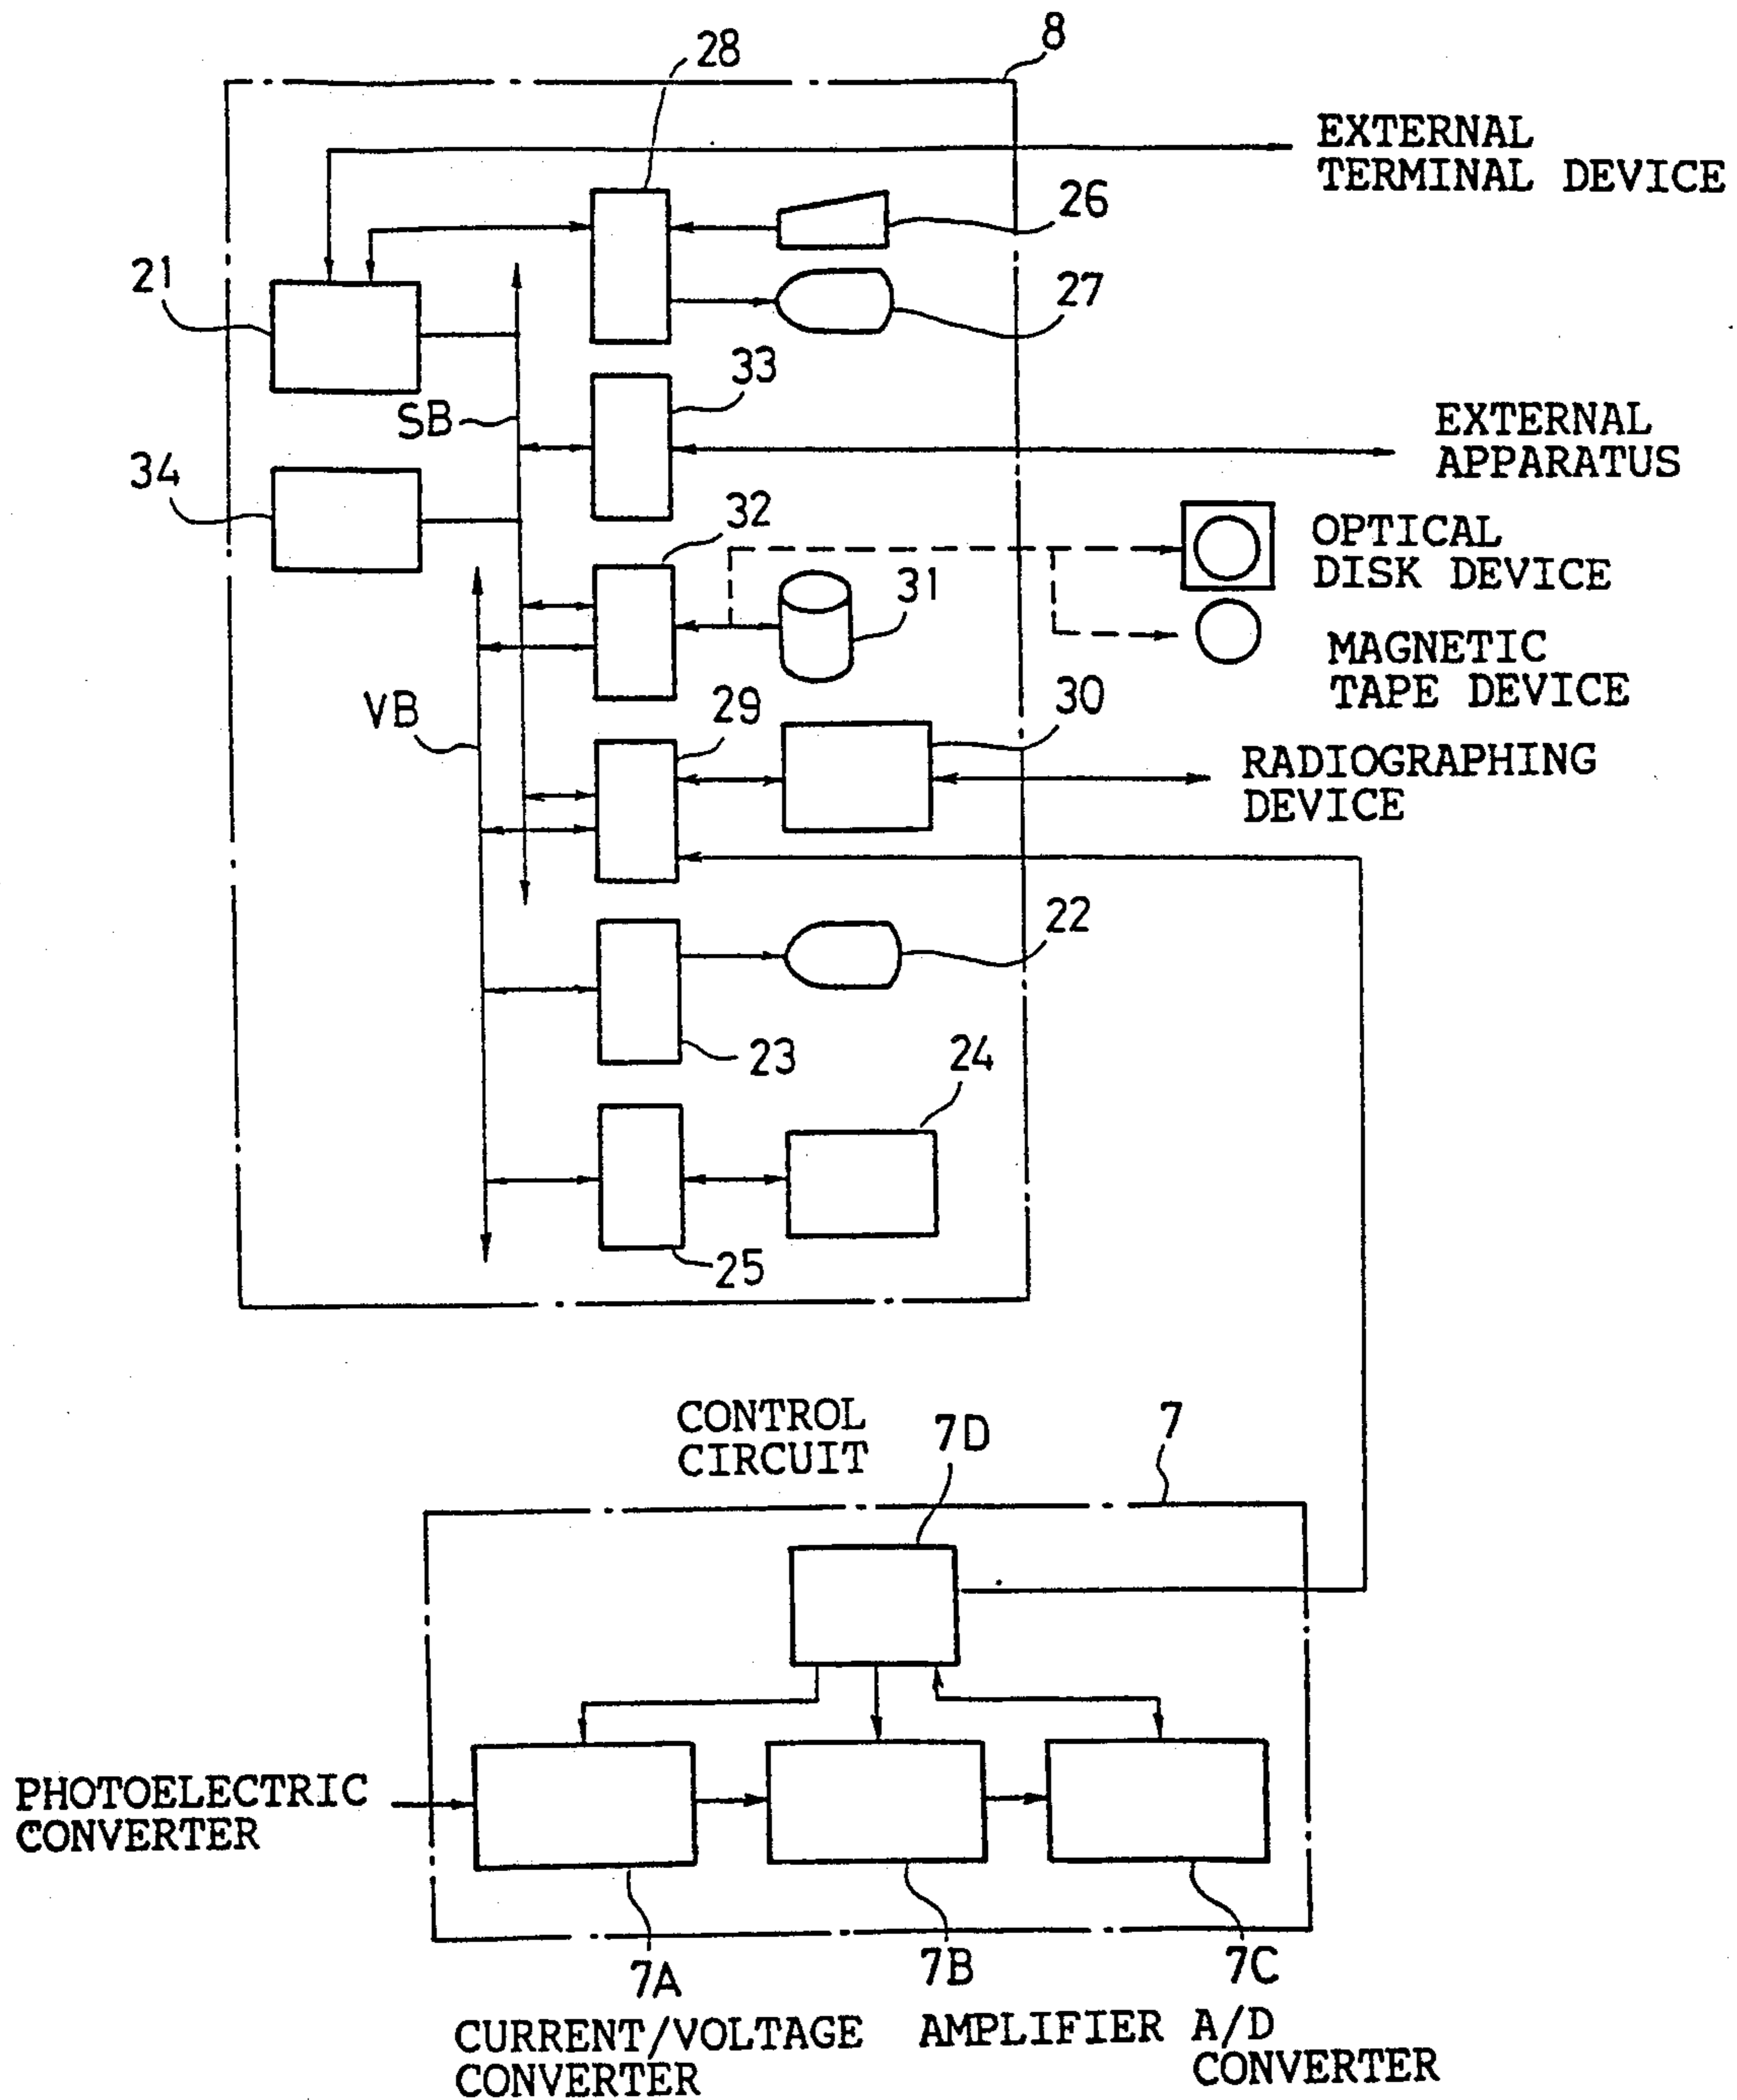 8
28
EXTERNAL
TERMINAL DEVICE
26
21
27
33
SB
EXTERNAL
APPARATUS
34
32
OPTICAL
DISK DEVICE
31
MAGNETIC
TAPE DEVICE
VB
29
30
RADIOGRAPHING
DEVICE
22
23
24
25
CONTROL
CIRCUIT
7D
7
PHOTOELECTRIC
CONVERTER
7A
7B
7C
CURRENT/VOLTAGE
CONVERTER
AMPLIFIER
A/D
CONVERTER